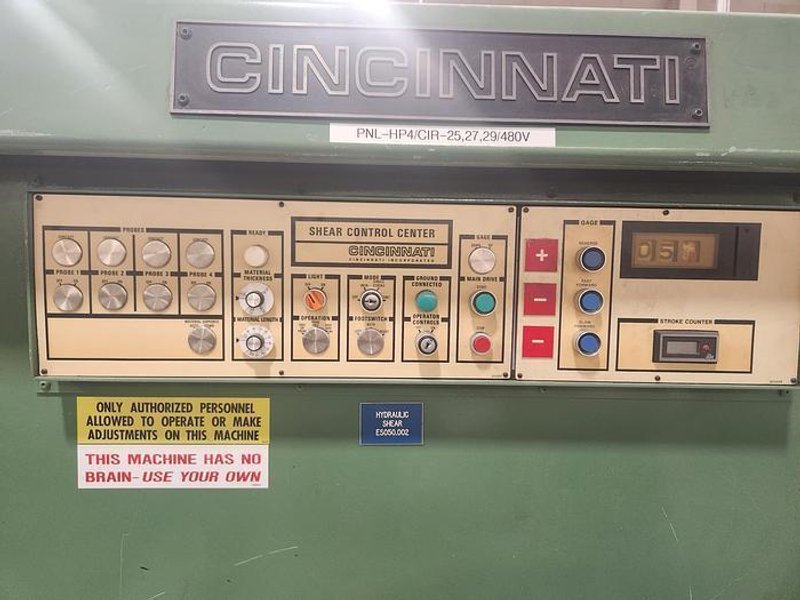 CINCINNATI
PNL-HP4/CIR-25,27,29/480V
PROBES
PROBE 1
PROBE 2
PROBE 3
PROBE 4
READY
MATERIAL
THICKNESS
MATERIAL LENGTH
SHEAR CONTROL CENTER
CINCINNATI
CINCINNATI INCORPORATED
LIGHT
MODE
GROUND
CONNECTED
OPERATION
FOOTSWITCH
OPERATOR
CONTROLS
GAGE
MAIN DRIVE
STOP
+
-
-
GAGE
REVERSE
FAST
FORWARD
SLOW
FORWARD
STROKE COUNTER
ONLY AUTHORIZED PERSONNEL
ALLOWED TO OPERATE OR MAKE
ADJUSTMENTS ON THIS MACHINE
THIS MACHINE HAS NO
BRAIN-USE YOUR OWN
HYDRAULIC
SHEAR
ES050.002